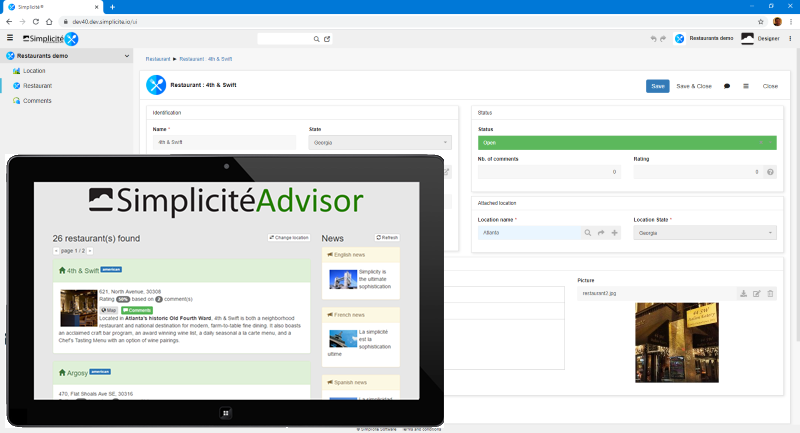 Simplicité®
dev40.dev.simplicite.io/ui
Simplicité
Restaurants demo
Designer
Restaurants demo
Location
Restaurant
Comments
Restaurant ▸ Restaurant : 4th & Swift
Restaurant : 4th & Swift
Save
Save & Close
Close
Identification
Name *
State
4th & Swift
Georgia
Status
Status
Open
Nb. of comments
Rating
0
Attached location
Location name *
Location State *
Atlanta
Georgia
Picture
restaurant2.jpg
SimplicitéAdvisor
26 restaurant(s) found
Change location
« page 1 / 2 »
4th & Swift american
621, North Avenue, 30308
Rating 58% based on 2 comment(s)
Map Comments
Located in Atlanta's historic Old Fourth Ward, 4th & Swift is both a neighborhood
restaurant and national destination for modern, farm-to-table fine dining. It also boasts
an acclaimed craft bar program, an award winning wine list, a daily seasonal a la carte menu, and a
Chef's Tasting Menu with an option of wine pairings.
Argosy american
470, Flat Shoals Ave SE, 30316
News
Refresh
English news
Simplicity is
the ultimate
sophistication
French news
La simplicité
est la
sophistication
ultime
Spanish news
© Simplicité Software
Terms and conditions